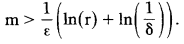 m > 1/ε (ln(r) + ln(1/δ)).